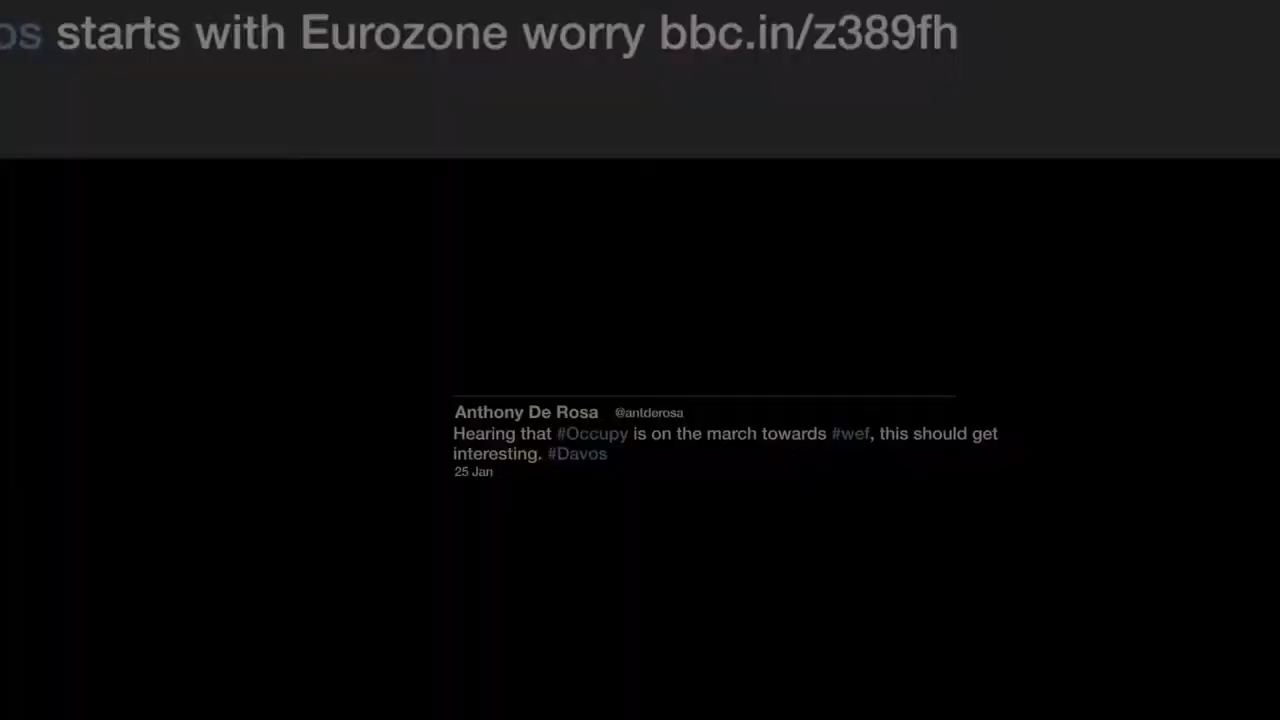 starts with Eurozone worry bbc.in/z389fh
Anthony De Rosa @antderosa
Hearing that #Occupy is on the march towards #wef, this should get
interesting. #Davos
25 Jan